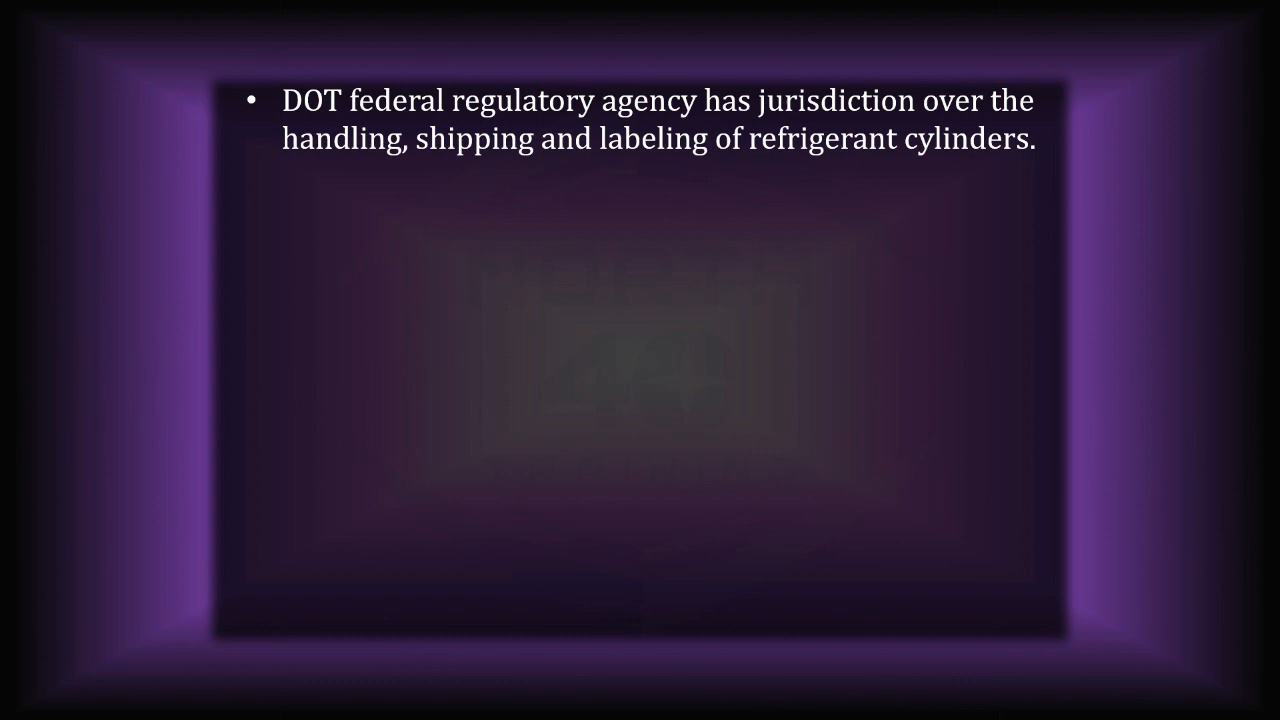 • DOT federal regulatory agency has jurisdiction over the
handling, shipping and labeling of refrigerant cylinders.